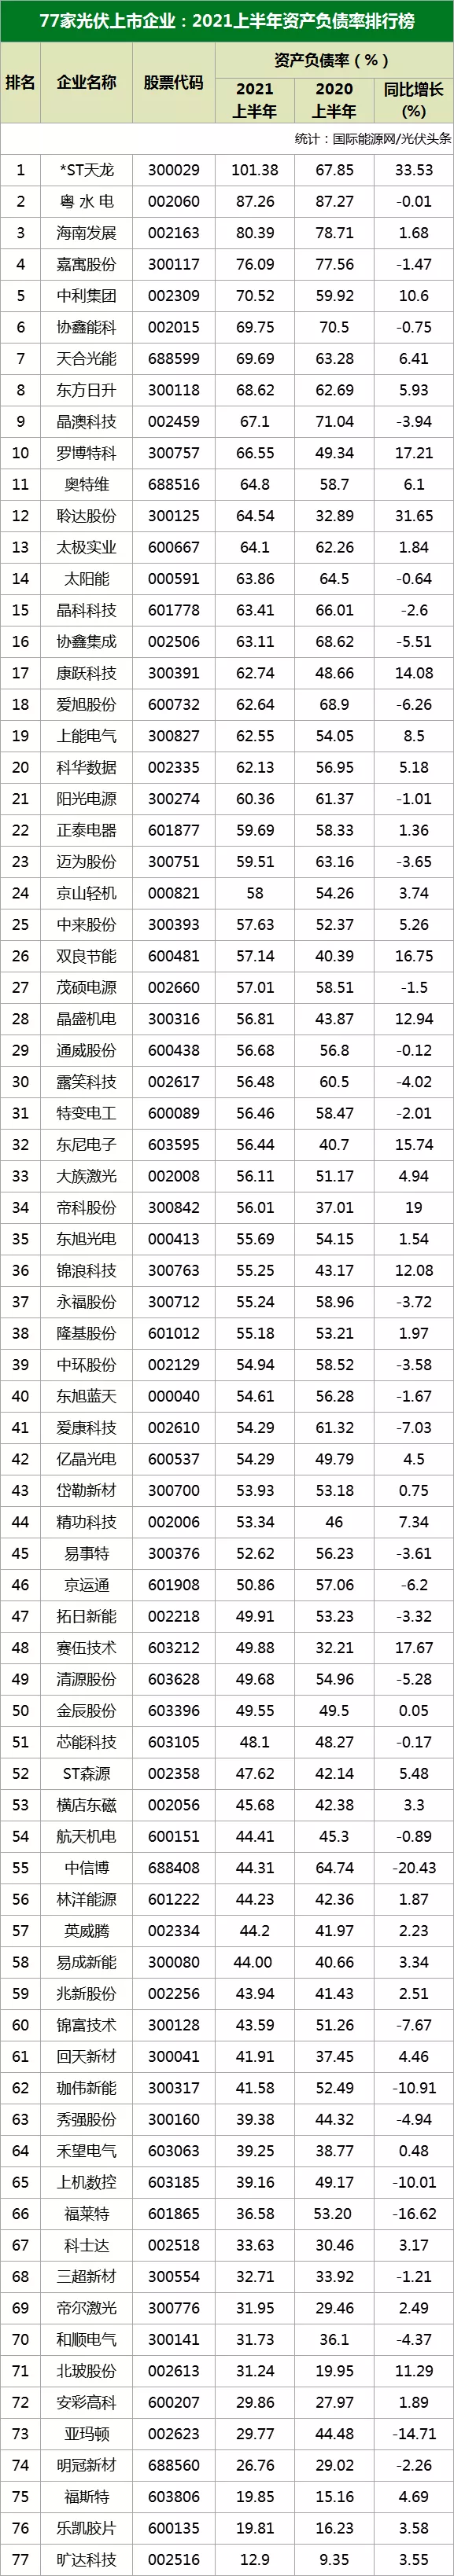 77家光伏上市企业：2021上半年资产负债率排行榜
排名 企业名称 股票代码 资产负债率（%）
2021上半年 2020上半年 同比增长(%)
统计：国际能源网/光伏头条
1 *ST天龙 300029 101.38 67.85 33.53
2 粤 水 电 002060 87.26 87.27 -0.01
3 海南发展 002163 80.39 78.71 1.68
4 嘉寓股份 300117 76.09 77.56 -1.47
5 中利集团 002309 70.52 59.92 10.6
6 协鑫能科 002015 69.75 70.5 -0.75
7 天合光能 688599 69.69 63.28 6.41
8 东方日升 300118 68.62 62.69 5.93
9 晶澳科技 002459 67.1 71.04 -3.94
10 罗博特科 300757 66.55 49.34 17.21
11 奥特维 688516 64.8 58.7 6.1
12 聆达股份 300125 64.54 32.89 31.65
13 太极实业 600667 64.1 62.26 1.84
14 太阳能 000591 63.86 64.5 -0.64
15 晶科科技 601778 63.41 66.01 -2.6
16 协鑫集成 002506 63.11 68.62 -5.51
17 康跃科技 300391 62.74 48.66 14.08
18 爱旭股份 600732 62.64 68.9 -6.26
19 上能电气 300827 62.55 54.05 8.5
20 科华数据 002335 62.13 56.95 5.18
21 阳光电源 300274 60.36 61.37 -1.01
22 正泰电器 601877 59.69 58.33 1.36
23 迈为股份 300751 59.51 63.16 -3.65
24 京山轻机 000821 58 54.26 3.74
25 中来股份 300393 57.63 52.37 5.26
26 双良节能 600481 57.14 40.39 16.75
27 茂硕电源 002660 57.01 58.51 -1.5
28 晶盛机电 300316 56.81 43.87 12.94
29 通威股份 600438 56.68 56.8 -0.12
30 露笑科技 002617 56.48 60.5 -4.02
31 特变电工 600089 56.46 58.47 -2.01
32 东尼电子 603595 56.44 40.7 15.74
33 大族激光 002008 56.11 51.17 4.94
34 帝科股份 300842 56.01 37.01 19
35 东旭光电 000413 55.69 54.15 1.54
36 锦浪科技 300763 55.25 43.17 12.08
37 永福股份 300712 55.24 58.96 -3.72
38 隆基股份 601012 55.18 53.21 1.97
39 中环股份 002129 54.94 58.52 -3.58
40 东旭蓝天 000040 54.61 56.28 -1.67
41 爱康科技 002610 54.29 61.32 -7.03
42 亿晶光电 600537 54.29 49.79 4.5
43 岱勒新材 300700 53.93 53.18 0.75
44 精功科技 002006 53.34 46 7.34
45 易事特 300376 52.62 56.23 -3.61
46 京运通 601908 50.86 57.06 -6.2
47 拓日新能 002218 49.91 53.23 -3.32
48 赛伍技术 603212 49.88 32.21 17.67
49 清源股份 603628 49.68 54.96 -5.28
50 金辰股份 603396 49.55 49.5 0.05
51 芯能科技 603105 48.1 48.27 -0.17
52 ST森源 002358 47.62 42.14 5.48
53 横店东磁 002056 45.68 42.38 3.3
54 航天机电 600151 44.41 45.3 -0.89
55 中信博 688408 44.31 64.74 -20.43
56 林洋能源 601222 44.23 42.36 1.87
57 英威腾 002334 44.2 41.97 2.23
58 易成新能 300080 44.00 40.66 3.34
59 兆新股份 002256 43.94 41.43 2.51
60 锦富技术 300128 43.59 51.26 -7.67
61 回天新材 300041 41.91 37.45 4.46
62 珈伟新能 300317 41.58 52.49 -10.91
63 秀强股份 300160 39.38 44.32 -4.94
64 禾望电气 603063 39.25 38.77 0.48
65 上机数控 603185 39.16 49.17 -10.01
66 福莱特 601865 36.58 53.20 -16.62
67 科士达 002518 33.63 30.46 3.17
68 三超新材 300554 32.71 33.92 -1.21
69 帝尔激光 300776 31.95 29.46 2.49
70 和顺电气 300141 31.73 36.1 -4.37
71 北玻股份 002613 31.24 19.95 11.29
72 安彩高科 600207 29.86 27.97 1.89
73 亚玛顿 002623 29.77 44.48 -14.71
74 明冠新材 688560 26.76 29.02 -2.26
75 福斯特 603806 19.85 15.16 4.69
76 乐凯胶片 600135 19.81 16.23 3.58
77 旷达科技 002516 12.9 9.35 3.55